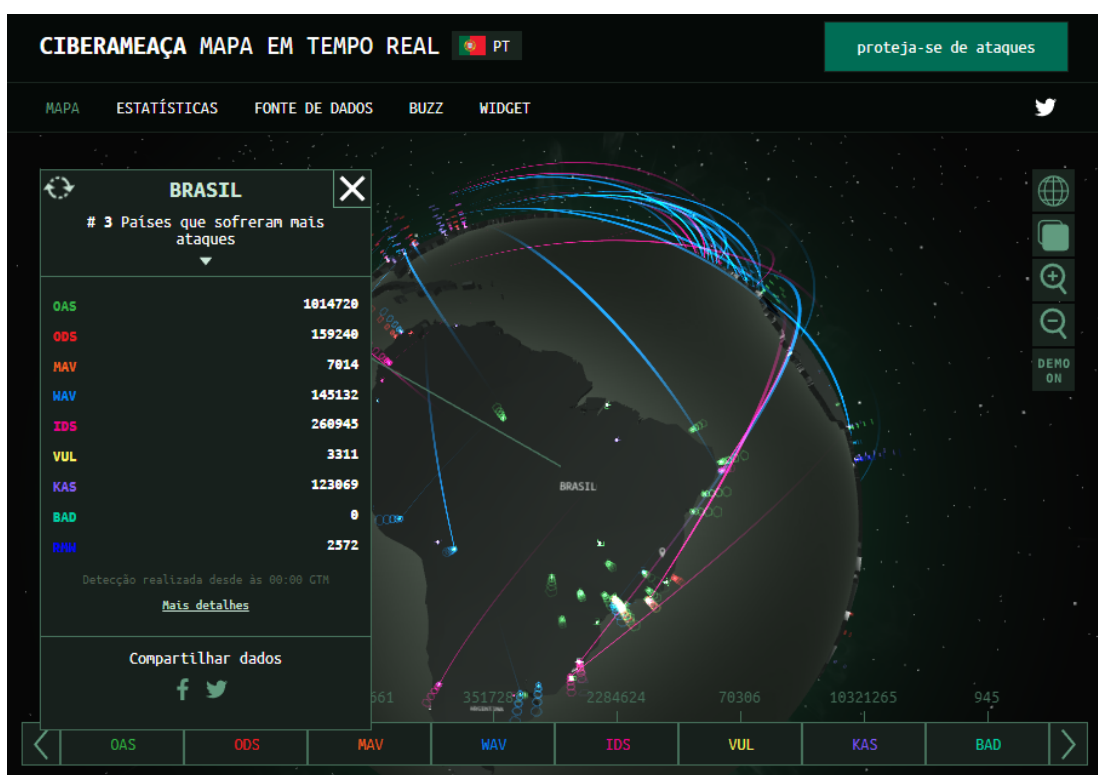 CIBERAMEAÇA MAPA EM TEMPO REAL PT
proteja-se de ataques
MAPA ESTATÍSTICAS FONTE DE DADOS BUZZ WIDGET
BRASIL
# 3 Países que sofreram mais
ataques
OAS 1014720
ODS 159240
MAV 7014
WAV 145132
IDS 260945
VUL 3311
KAS 123069
BAD 0
RMW 2572
Detecção realizada desde às 00:00 GTM
Mais detalhes
Compartilhar dados
DEMO
ON
BRASIL
ARGENTINA
561 2284624 70306 10321265 945
OAS ODS MAV WAV IDS VUL KAS BAD